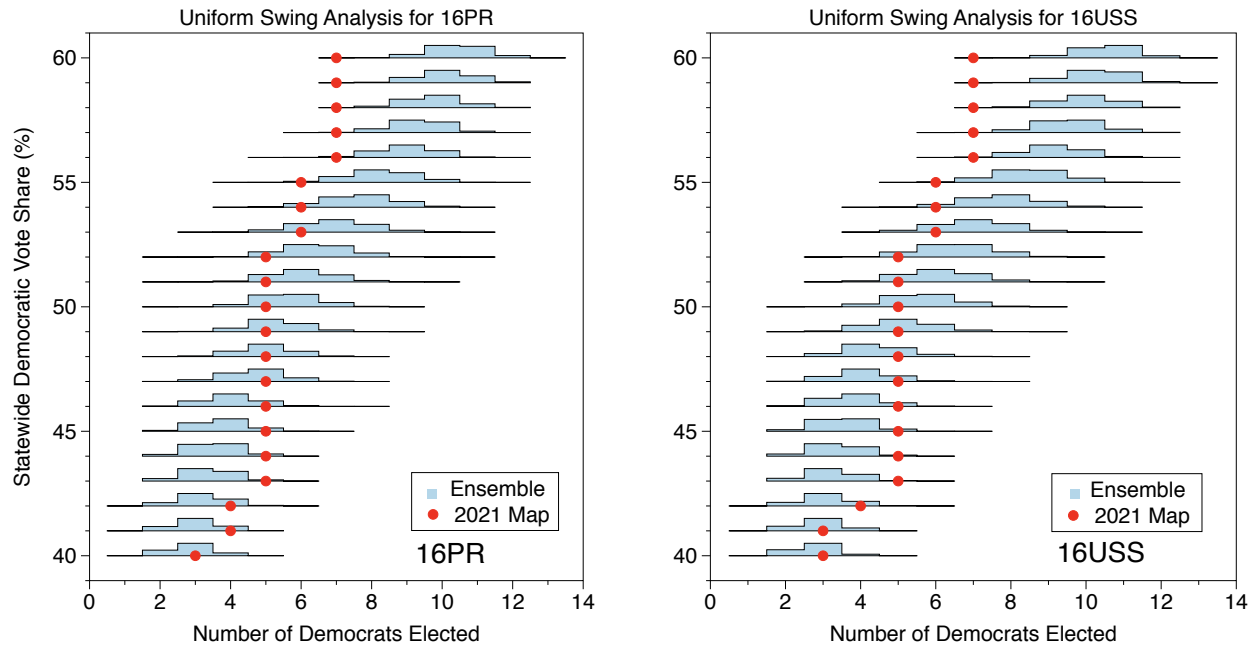 Uniform Swing Analysis for 16PR
Statewide Democratic Vote Share (%)
60
55
50
45
40
Ensemble
2021 Map
16PR
0 2 4 6 8 10 12 14
Number of Democrats Elected
Uniform Swing Analysis for 16USS
60
55
50
45
40
Ensemble
2021 Map
16USS
0 2 4 6 8 10 12 14
Number of Democrats Elected